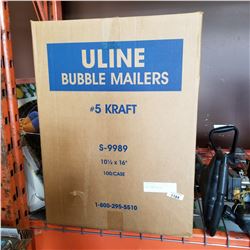 ULINE
BUBBLE MAILERS
#5 KRAFT
S-9989
10½ x 16"
100/CASE
1-800-295-5510